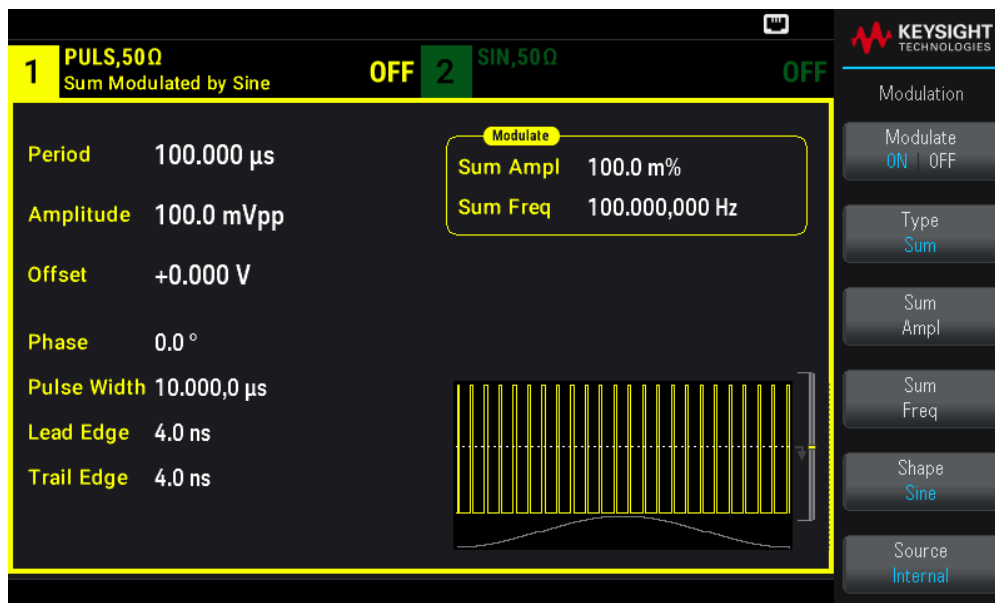 1
PULS,50Ω
Sum Modulated by Sine
OFF
2
SIN,50Ω
OFF
Period 100.000 µs
Amplitude 100.0 mVpp
Offset +0.000 V
Phase 0.0 °
Pulse Width 10.000,0 µs
Lead Edge 4.0 ns
Trail Edge 4.0 ns
Modulate
Sum Ampl 100.0 m%
Sum Freq 100.000,000 Hz
KEYSIGHT
TECHNOLOGIES
Modulation
Modulate
ON | OFF
Type
Sum
Sum
Ampl
Sum
Freq
Shape
Sine
Source
Internal